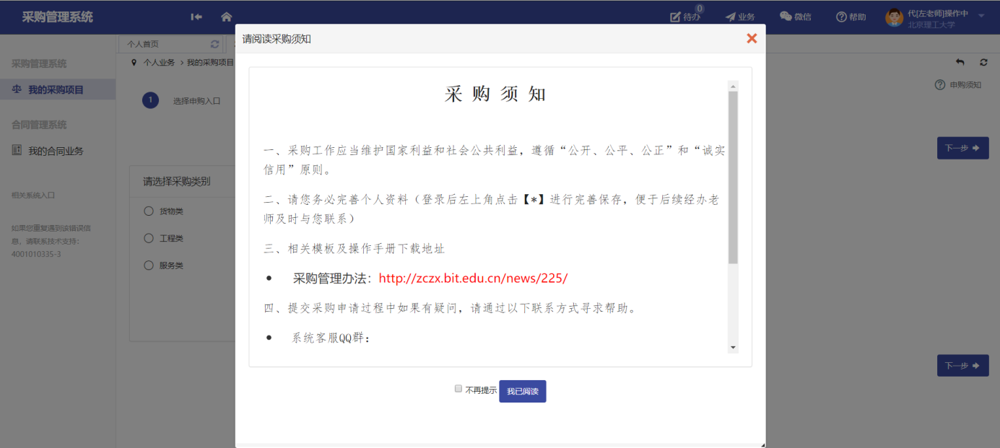 采购管理系统
0
待办
业务
微信
帮助
代[左老师]操作中
北京理工大学
个人首页
采购管理系统
我的采购项目
合同管理系统
我的合同业务
相关系统入口
如果您重复遇到该错误信
息，请联系技术支持：
4001010335-3
个人业务 > 我的采购项目
1
选择申购入口
申购须知
下一步
请选择采购类别
货物类
工程类
服务类
下一步
请阅读采购须知
采 购 须 知
一、采购工作应当维护国家利益和社会公共利益，遵循“公开、公平、公正”和“诚实
信用”原则。
二、请您务必完善个人资料（登录后左上角点击【*】进行完善保存，便于后续经办老
师及时与您联系）
三、相关模板及操作手册下载地址
• 采购管理办法：http://zczx.bit.edu.cn/news/225/
四、提交采购申请过程中如果有疑问，请通过以下联系方式寻求帮助。
• 系统客服QQ群：
不再提示
我已阅读